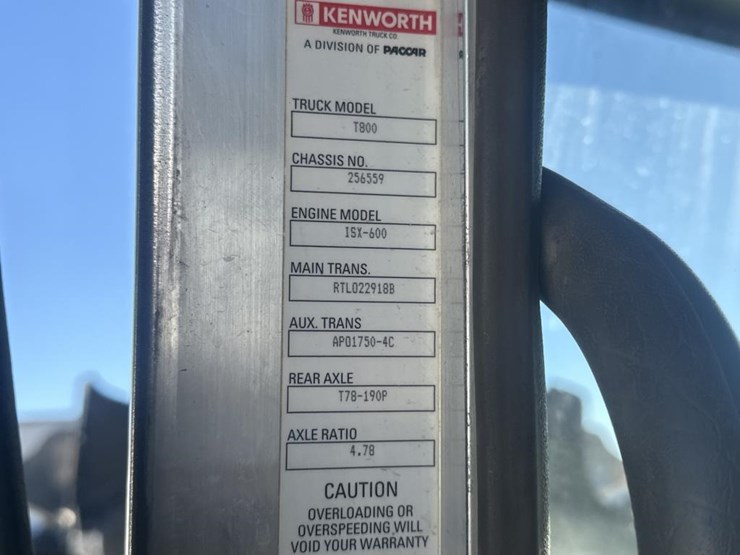 KENWORTH
KENWORTH TRUCK CO
A DIVISION OF PACCAR
TRUCK MODEL
T800
CHASSIS NO.
256559
ENGINE MODEL
ISX-600
MAIN TRANS.
RTLO22918B
AUX. TRANS
APO1750-4C
REAR AXLE
T78-190P
AXLE RATIO
4.78
CAUTION
OVERLOADING OR
OVERSPEEDING WILL
VOID YOUR WARRANTY